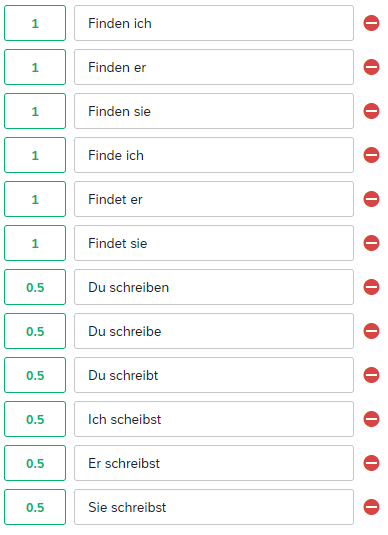 1 Finden ich
1 Finden er
1 Finden sie
1 Finde ich
1 Findet er
1 Findet sie
0.5 Du schreiben
0.5 Du schreibe
0.5 Du schreibt
0.5 Ich scheibst
0.5 Er schreibst
0.5 Sie schreibst